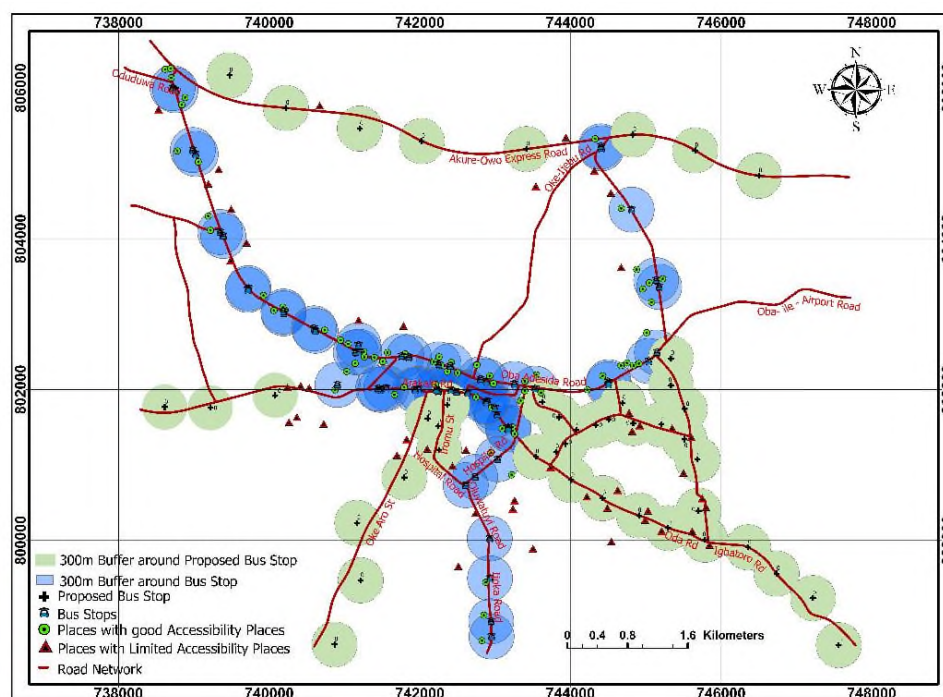 738000 740000 742000 744000 746000 748000
806000
804000
802000
800000
N
W E
S
Oduduwa Road
Akure-Owo Express Road
Oke-Ijebu Rd
Oba-ile - Airport Road
Oba Adesida Road
Arakale Rd
Iromu St
Hospital Road
Hospital Rd
Oluwatuyi Road
Oke Aro St
Ijoka Road
Oda Rd
Igbatoro Rd
300m Buffer around Proposed Bus Stop
300m Buffer around Bus Stop
Proposed Bus Stop
Bus Stops
Places with good Accessibility Places
Places with Limited Accessibility Places
Road Network
0 0.4 0.8 1.6 Kilometers
738000 740000 742000 744000 746000 748000